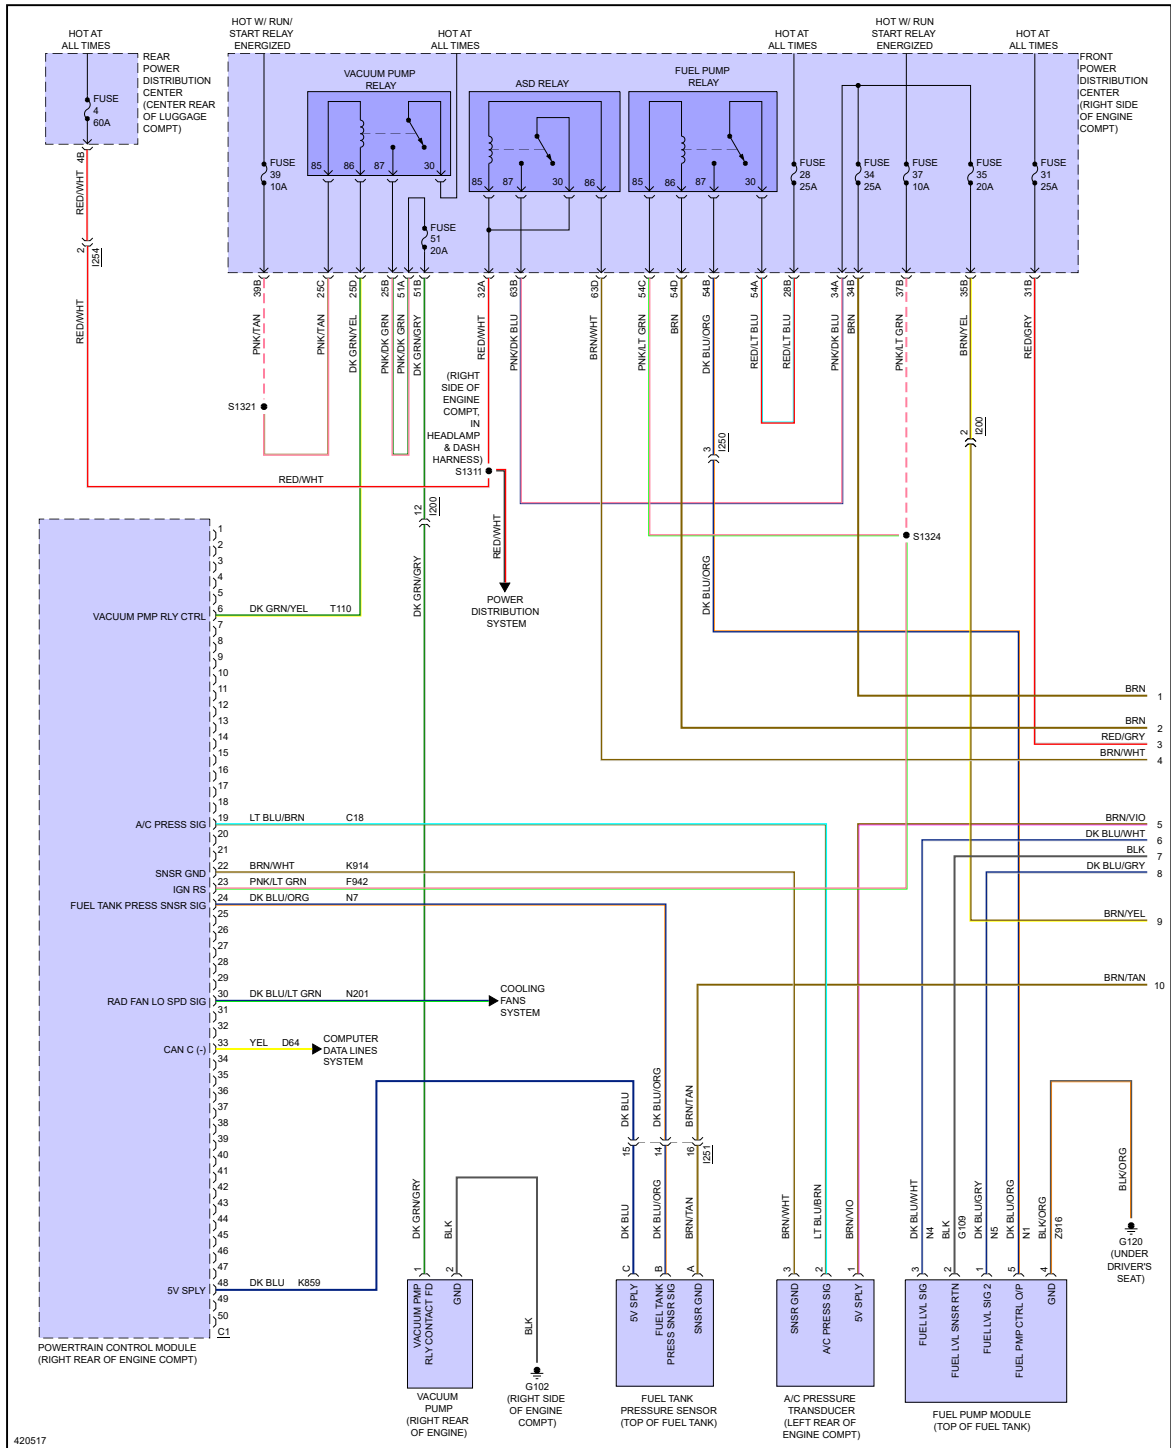 HOT AT
ALL TIMES
HOT W/ RUN/
START RELAY
ENERGIZED
HOT AT
ALL TIMES
HOT AT
ALL TIMES
HOT W/ RUN
START RELAY
ENERGIZED
HOT AT
ALL TIMES
REAR
POWER
DISTRIBUTION
CENTER
(CENTER REAR
OF LUGGAGE
COMPT)
FUSE
4
60A
VACUUM PUMP
RELAY
ASD RELAY
FUEL PUMP
RELAY
FRONT
POWER
DISTRIBUTION
CENTER
(RIGHT SIDE
OF ENGINE
COMPT)
FUSE
39
10A
85 86 87 30
85 87 30 86
85 86 87 30
FUSE
28
25A
FUSE
34
25A
FUSE
37
10A
FUSE
35
20A
FUSE
31
25A
FUSE
51
20A
4B
RED/WHT
2
I254
RED/WHT
39B
25C
25D
25B
51A
51B
32A
63B
63D
54C
54D
54B
54A
28B
34A
34B
37B
35B
31B
PNK/TAN
PNK/TAN
DK GRN/YEL
PNK/DK GRN
PNK/DK GRN
DK GRN/GRY
RED/WHT
PNK/DK BLU
BRN/WHT
PNK/LT GRN
BRN
DK BLU/ORG
RED/LT BLU
RED/LT BLU
PNK/DK BLU
BRN
PNK/LT GRN
BRN/YEL
RED/GRY
S1321
(RIGHT
SIDE OF
ENGINE
COMPT,
IN
HEADLAMP
& DASH
HARNESS)
S1311
3
I250
2
I200
RED/WHT
12
I200
RED/WHT
S1324
DK GRN/GRY
DK BLU/ORG
POWER
DISTRIBUTION
SYSTEM
1
2
3
4
5
VACUUM PMP RLY CTRL 6 DK GRN/YEL T110
7
8
9
10
11
12
13
14
15
16
17
18
A/C PRESS SIG 19 LT BLU/BRN C18
20
21
SNSR GND 22 BRN/WHT K914
IGN RS 23 PNK/LT GRN F942
FUEL TANK PRESS SNSR SIG 24 DK BLU/ORG N7
25
26
27
28
29
RAD FAN LO SPD SIG 30 DK BLU/LT GRN N201
31
32
CAN C (-) 33 YEL D64
34
35
36
37
38
39
40
41
42
43
44
45
46
47
5V SPLY 48 DK BLU K859
49
50
C1
POWERTRAIN CONTROL MODULE
(RIGHT REAR OF ENGINE COMPT)
COOLING
FANS
SYSTEM
COMPUTER
DATA LINES
SYSTEM
BRN 1
BRN 2
RED/GRY 3
BRN/WHT 4
BRN/VIO 5
DK BLU/WHT 6
BLK 7
DK BLU/GRY 8
BRN/YEL 9
BRN/TAN 10
DK BLU
DK BLU/ORG
BRN/TAN
15
14
16
I251
DK GRN/GRY
BLK
DK BLU
DK BLU/ORG
BRN/TAN
BRN/WHT
LT BLU/BRN
BRN/VIO
DK BLU/WHT
N4
BLK
G109
DK BLU/GRY
N5
DK BLU/ORG
N1
BLK/ORG
Z916
BLK/ORG
G120
(UNDER
DRIVER'S
SEAT)
1
2
C
B
A
3
2
1
3
2
1
5
4
VACUUM PMP
RLY CONTACT FD
GND
BLK
5V SPLY
FUEL TANK
PRESS SNSR SIG
SNSR GND
SNSR GND
A/C PRESS SIG
5V SPLY
FUEL LVL SIG
FUEL LVL SNSR RTN
FUEL LVL SIG 2
FUEL PMP CTRL O/P
GND
VACUUM
PUMP
(RIGHT REAR
OF ENGINE)
G102
(RIGHT SIDE
OF ENGINE
COMPT)
FUEL TANK
PRESSURE SENSOR
(TOP OF FUEL TANK)
A/C PRESSURE
TRANSDUCER
(LEFT REAR OF
ENGINE COMPT)
FUEL PUMP MODULE
(TOP OF FUEL TANK)
420517